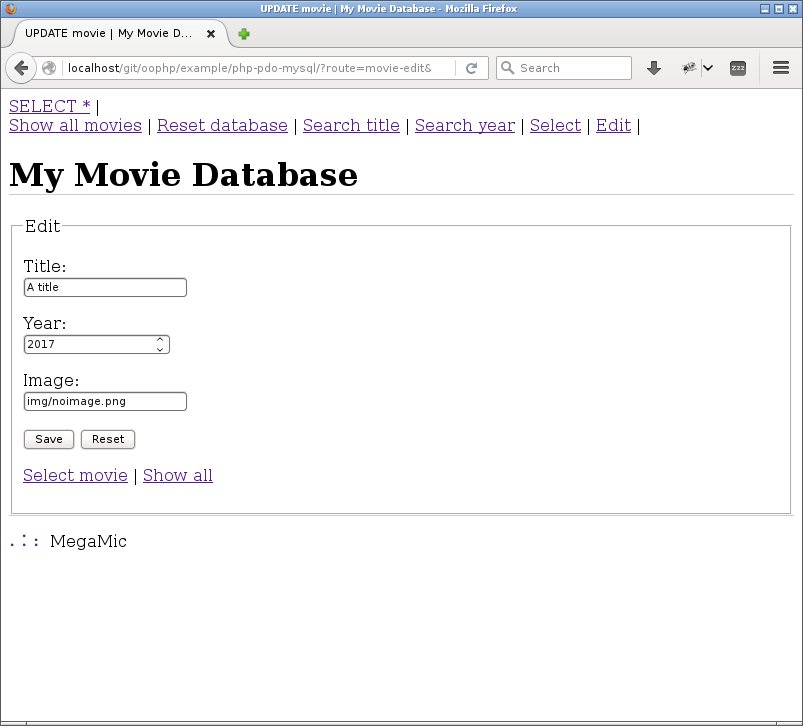 UPDATE movie | My Movie Database - Mozilla Firefox
UPDATE movie | My Movie D...
localhost/git/oophp/example/php-pdo-mysql/?route=movie-edit&
Search
zzz
SELECT * |
Show all movies | Reset database | Search title | Search year | Select | Edit |
My Movie Database
Edit
Title:
A title
Year:
2017
Image:
img/noimage.png
Save Reset
Select movie | Show all
.:: MegaMic